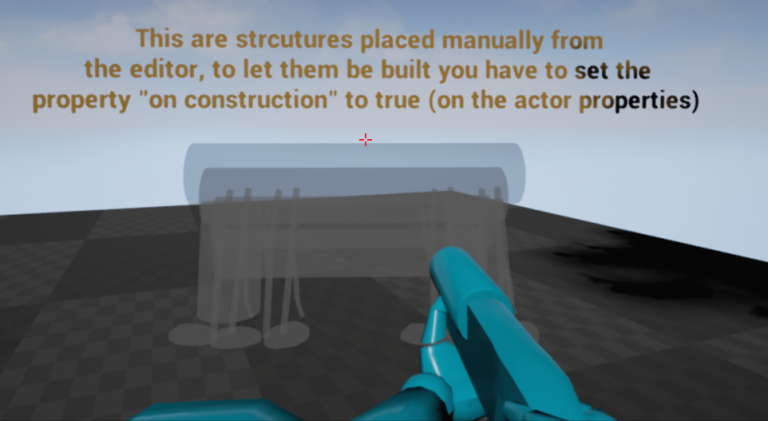 This are strcutures placed manually from
the editor, to let them be built you have to set the
property "on construction" to true (on the actor properties)